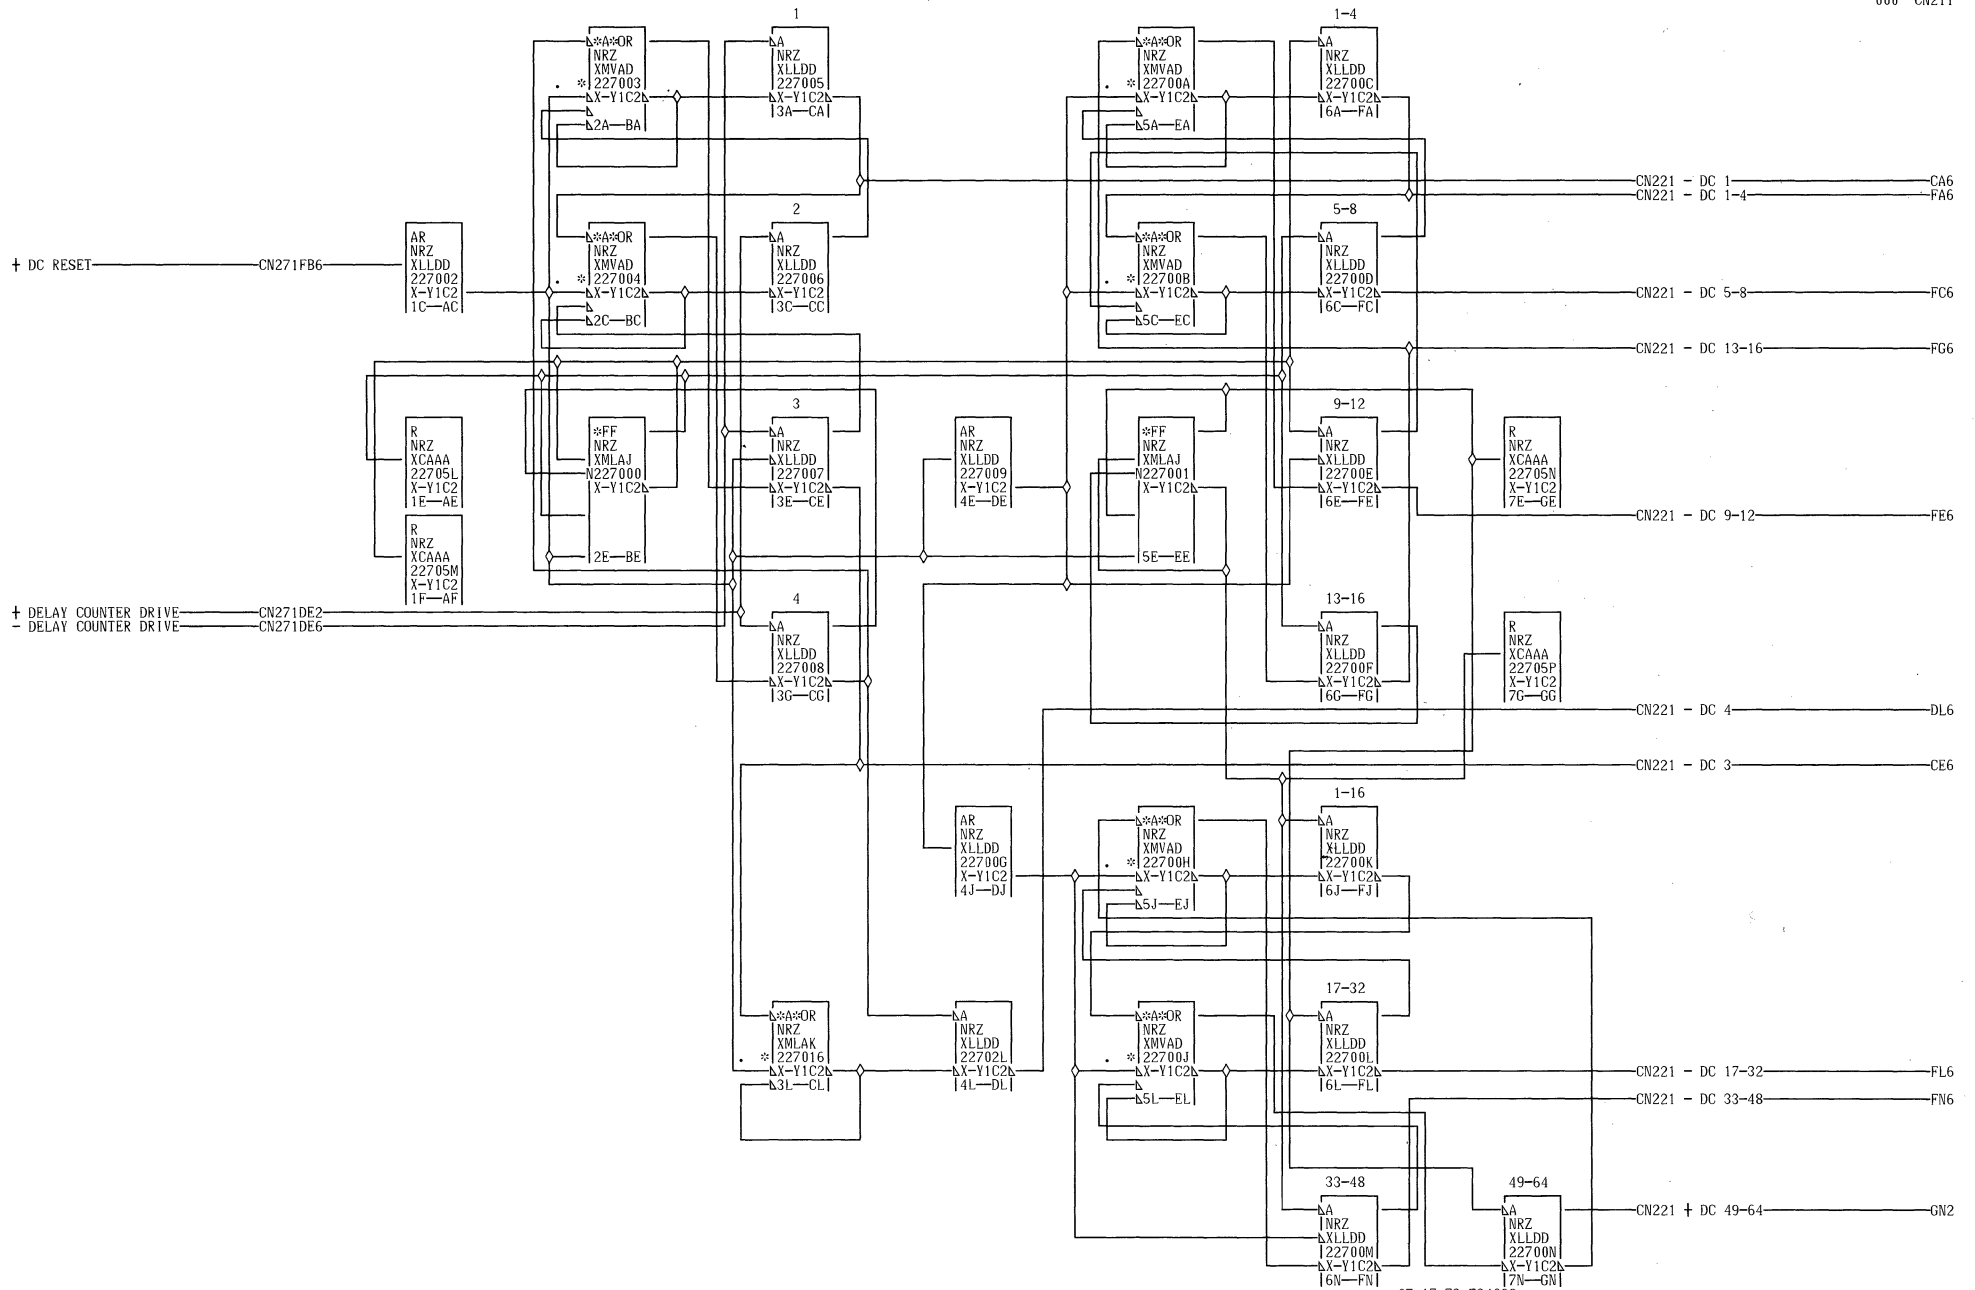 1
1-4
*A*OR
NRZ
XMVAD
* 227003
X-Y1C2
2A—BA
A
NRZ
XLLDD
227005
X-Y1C2
3A—CA
*A*OR
NRZ
XMVAD
* 22700A
X-Y1C2
5A—EA
A
NRZ
XLLDD
22700C
X-Y1C2
6A—FA
CN221 - DC 1 CA6
CN221 - DC 1-4 FA6
2
5-8
+ DC RESET CN271FB6
AR
NRZ
XLLDD
227002
X-Y1C2
1C—AC
*A*OR
NRZ
XMVAD
* 227004
X-Y1C2
2C—BC
A
NRZ
XLLDD
227006
X-Y1C2
3C—CC
*A*OR
NRZ
XMVAD
* 22700B
X-Y1C2
5C—EC
A
NRZ
XLLDD
22700D
X-Y1C2
6C—FC
CN221 - DC 5-8 FC6
CN221 - DC 13-16 FG6
3
9-12
R
NRZ
XCAAA
22705L
X-Y1C2
1E—AE
R
NRZ
XCAAA
22705M
X-Y1C2
1F—AF
*FF
NRZ
XMLAJ
N227000
X-Y1C2
2E—BE
A
NRZ
XLLDD
227007
X-Y1C2
3E—CE
AR
NRZ
XLLDD
227009
X-Y1C2
4E—DE
*FF
NRZ
XMLAJ
N227001
X-Y1C2
5E—EE
A
NRZ
XLLDD
22700E
X-Y1C2
6E—FE
R
NRZ
XCAAA
22705N
X-Y1C2
7E—GE
CN221 - DC 9-12 FE6
+ DELAY COUNTER DRIVE CN271DE2
- DELAY COUNTER DRIVE CN271DE6
4
13-16
A
NRZ
XLLDD
227008
X-Y1C2
3G—CG
A
NRZ
XLLDD
22700F
X-Y1C2
6G—FG
R
NRZ
XCAAA
22705P
X-Y1C2
7G—GG
CN221 - DC 4 DL6
CN221 - DC 3 CE6
1-16
AR
NRZ
XLLDD
22700G
X-Y1C2
4J—DJ
*A*OR
NRZ
XMVAD
* 22700H
X-Y1C2
5J—EJ
A
NRZ
XLLDD
22700K
X-Y1C2
6J—FJ
17-32
*A*OR
NRZ
XMLAK
* 227016
X-Y1C2
3L—CL
A
NRZ
XLLDD
22702L
X-Y1C2
4L—DL
*A*OR
NRZ
XMVAD
* 22700J
X-Y1C2
5L—EL
A
NRZ
XLLDD
22700L
X-Y1C2
6L—FL
CN221 - DC 17-32 FL6
CN221 - DC 33-48 FN6
33-48
49-64
A
NRZ
XLLDD
22700M
X-Y1C2
6N—FN
A
NRZ
XLLDD
22700N
X-Y1C2
7N—GN
CN221 + DC 49-64 GN2